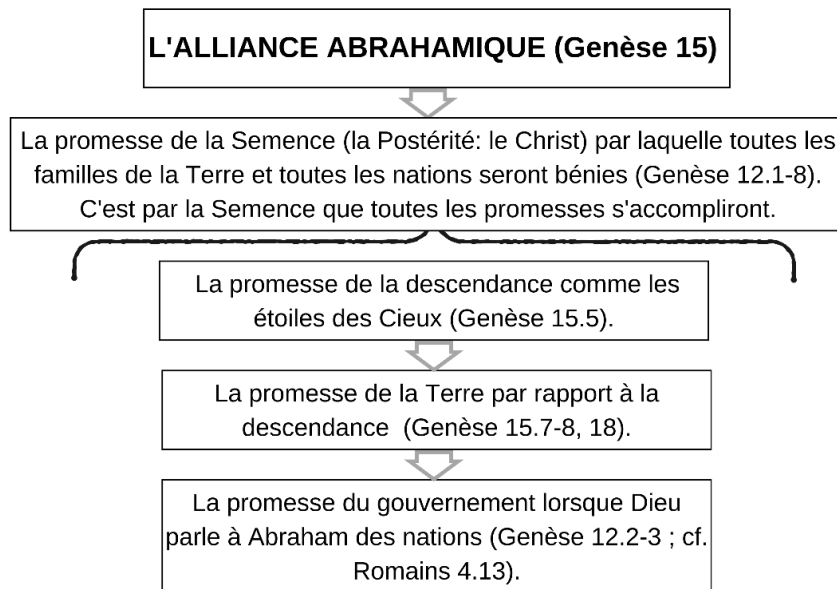 L'ALLIANCE ABRAHAMIQUE (Genèse 15)
La promesse de la Semence (la Postérité: le Christ) par laquelle toutes les
familles de la Terre et toutes les nations seront bénies (Genèse 12.1-8).
C'est par la Semence que toutes les promesses s'accompliront.
La promesse de la descendance comme les
étoiles des Cieux (Genèse 15.5).
La promesse de la Terre par rapport à la
descendance  (Genèse 15.7-8, 18).
La promesse du gouvernement lorsque Dieu
parle à Abraham des nations (Genèse 12.2-3 ; cf.
Romains 4.13).